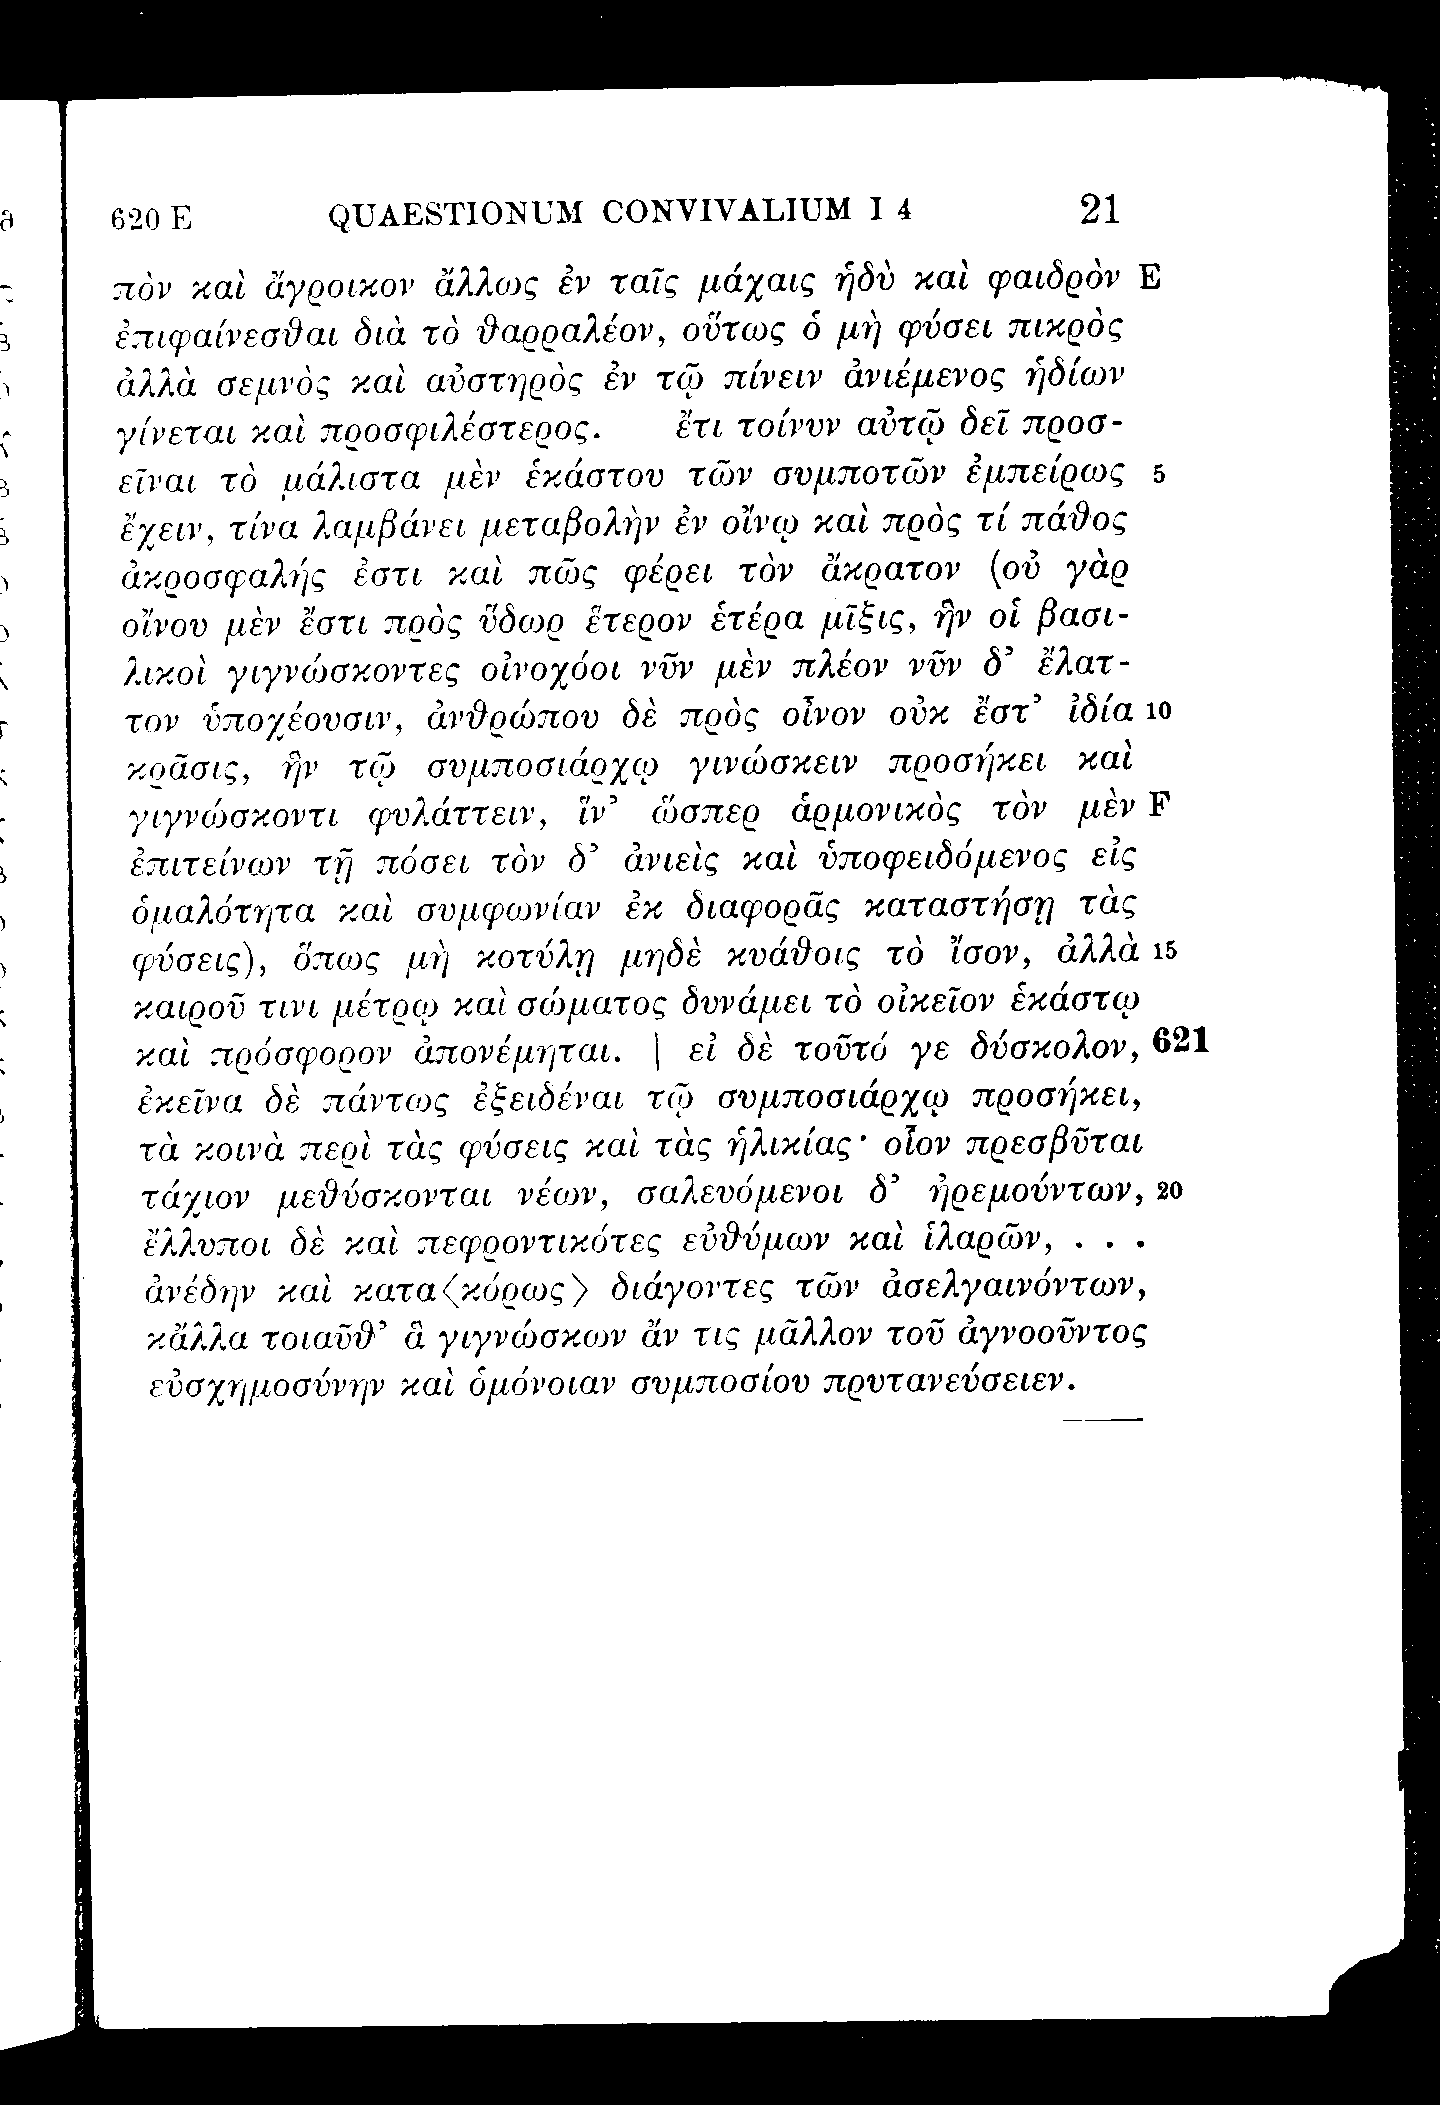 620 E QUAESTIONUM CONVIVALIUM I 4 21
πὸν καὶ ἄγροικον ἄλλως ἐν ταῖς μάχαις ἡδὺ καὶ φαιδρὸν E
ἐπιφαίνεσθαι διὰ τὸ θαρραλέον, οὕτως ὁ μὴ φύσει πικρὸς
ἀλλὰ σεμνὸς καὶ αὐστηρὸς ἐν τῷ πίνειν ἀνιέμενος ἡδίων
γίνεται καὶ προσφιλέστερος. ἔτι τοίνυν αὐτῷ δεῖ προσ-
εῖναι τὸ μάλιστα μὲν ἑκάστου τῶν συμποτῶν ἐμπείρως 5
ἔχειν, τίνα λαμβάνει μεταβολὴν ἐν οἴνῳ καὶ πρὸς τί πάθος
ἀκροσφαλής ἐστι καὶ πῶς φέρει τὸν ἄκρατον (οὐ γὰρ
οἴνου μὲν ἔστι πρὸς ὕδωρ ἕτερον ἑτέρα μῖξις, ἣν οἱ βασι-
λικοὶ γιγνώσκοντες οἰνοχόοι νῦν μὲν πλέον νῦν δ’ ἔλατ-
τον ὑποχέουσιν, ἀνθρώπου δὲ πρὸς οἶνον οὐκ ἔστ’ ἰδία 10
κρᾶσις, ἣν τῷ συμποσιάρχῳ γινώσκειν προσήκει καὶ
γιγνώσκοντι φυλάττειν, ἵν’ ὥσπερ ἁρμονικὸς τὸν μὲν F
ἐπιτείνων τῇ πόσει τὸν δ’ ἀνιεὶς καὶ ὑποφειδόμενος εἰς
ὁμαλότητα καὶ συμφωνίαν ἐκ διαφορᾶς καταστήσῃ τὰς
φύσεις), ὅπως μὴ κοτύλῃ μηδὲ κυάθοις τὸ ἴσον, ἀλλὰ 15
καιροῦ τινι μέτρῳ καὶ σώματος δυνάμει τὸ οἰκεῖον ἑκάστῳ
καὶ πρόσφορον ἀπονέμηται. | εἰ δὲ τοῦτό γε δύσκολον, 621
ἐκεῖνα δὲ πάντως ἐξειδέναι τῷ συμποσιάρχῳ προσήκει,
τὰ κοινὰ περὶ τὰς φύσεις καὶ τὰς ἡλικίας· οἷον πρεσβῦται
τάχιον μεθύσκονται νέων, σαλευόμενοι δ’ ἠρεμούντων, 20
ἔλλυποι δὲ καὶ πεφροντικότες εὐθύμων καὶ ἱλαρῶν, . . .
ἀνέδην καὶ κατα⟨κόρως⟩ διάγοντες τῶν ἀσελγαινόντων,
κἄλλα τοιαῦθ’ ἃ γιγνώσκων ἄν τις μᾶλλον τοῦ ἀγνοοῦντος
εὐσχημοσύνην καὶ ὁμόνοιαν συμποσίου πρυτανεύσειεν.